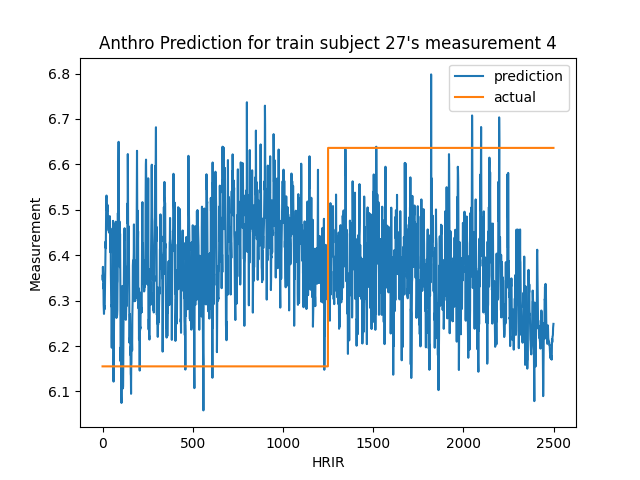 Anthro Prediction for train subject 27's measurement 4
prediction
actual
Measurement
6.8
6.7
6.6
6.5
6.4
6.3
6.2
6.1
0
500
1000
1500
2000
2500
HRIR